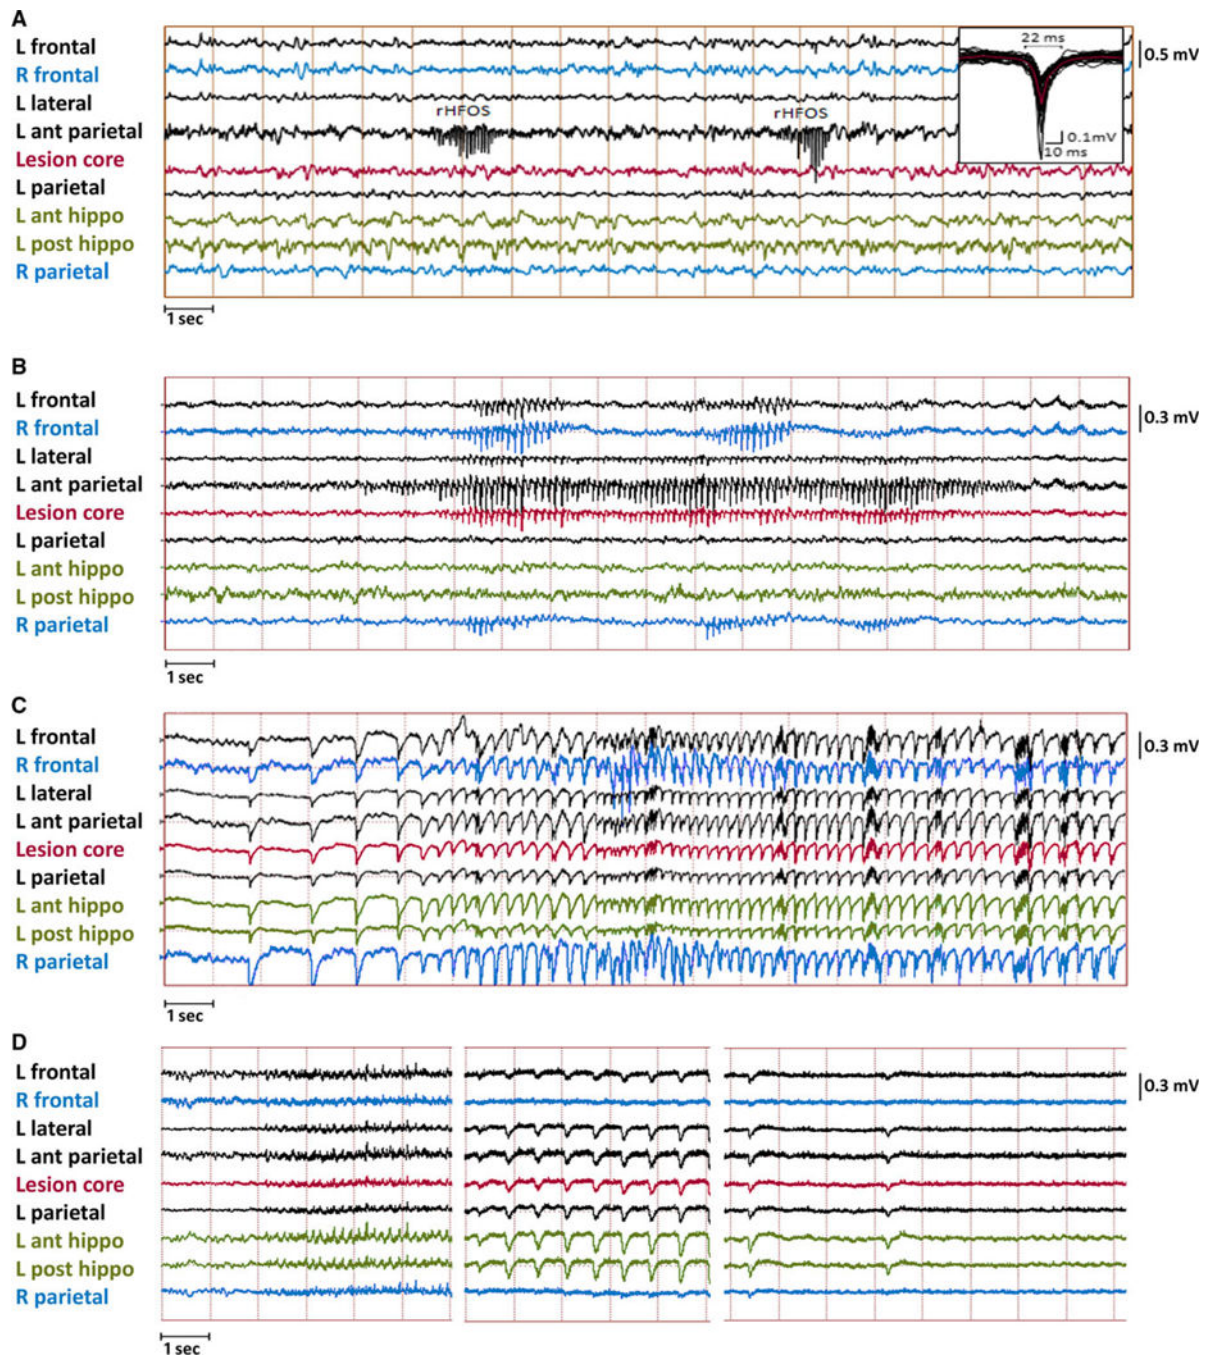 A
L frontal
R frontal
L lateral
L ant parietal
Lesion core
L parietal
L ant hippo
L post hippo
R parietal
rHFOS
rHFOS
22 ms
0.1mV
10 ms
0.5 mV
1 sec
B
L frontal
R frontal
L lateral
L ant parietal
Lesion core
L parietal
L ant hippo
L post hippo
R parietal
0.3 mV
1 sec
C
L frontal
R frontal
L lateral
L ant parietal
Lesion core
L parietal
L ant hippo
L post hippo
R parietal
0.3 mV
1 sec
D
L frontal
R frontal
L lateral
L ant parietal
Lesion core
L parietal
L ant hippo
L post hippo
R parietal
0.3 mV
1 sec